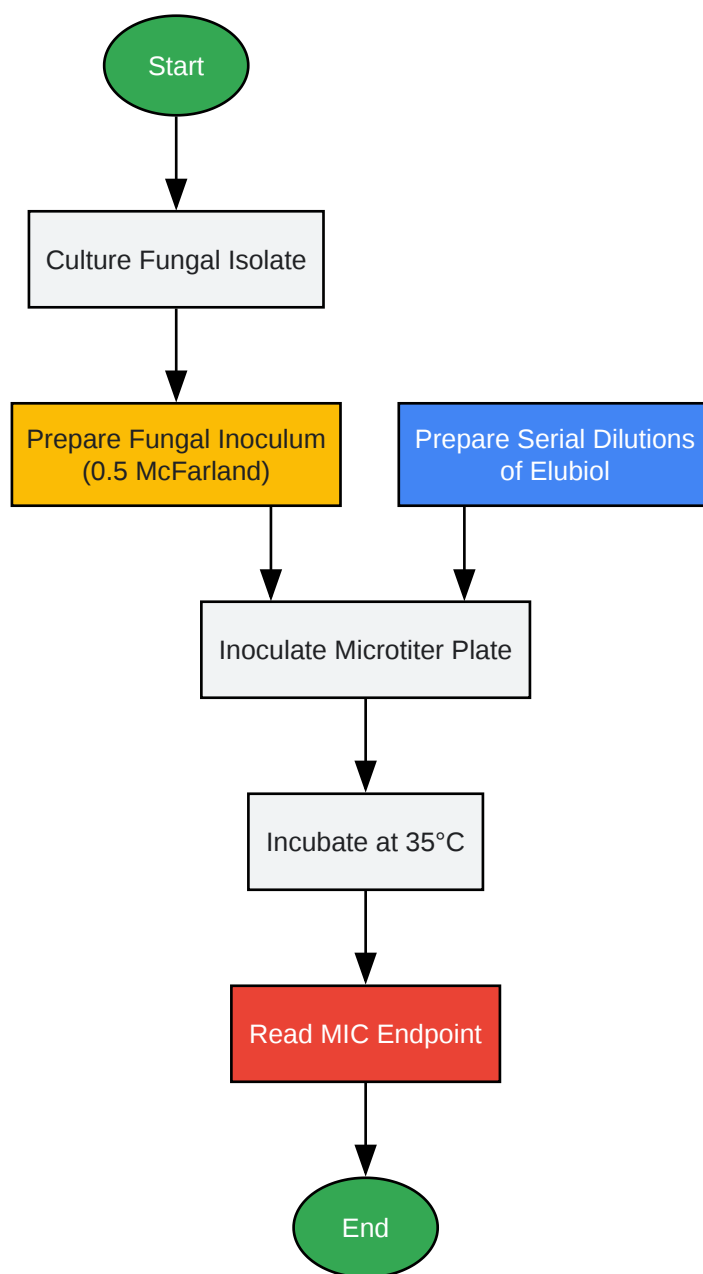 Start
Culture Fungal Isolate
Prepare Fungal Inoculum
(0.5 McFarland)
Prepare Serial Dilutions
of Elubiol
Inoculate Microtiter Plate
Incubate at 35°C
Read MIC Endpoint
End